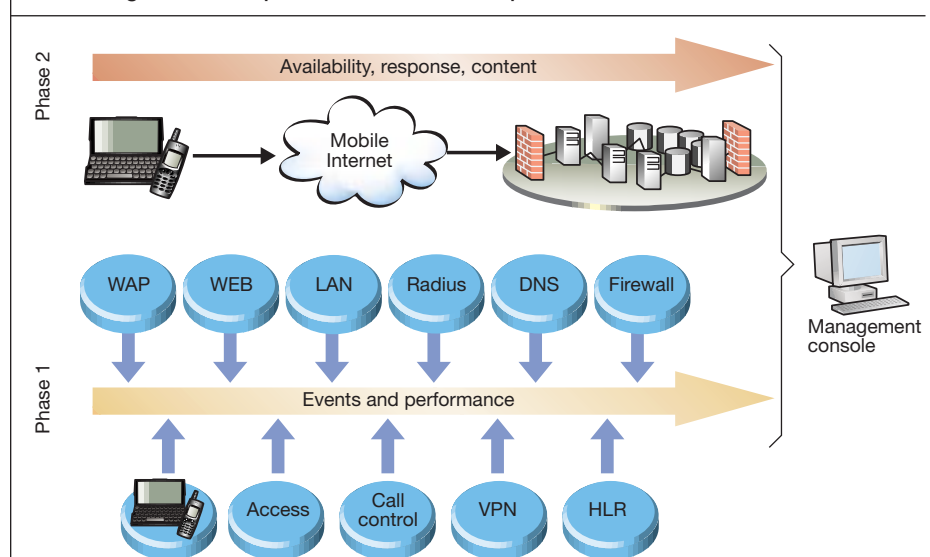 Phase 2
Availability, response, content
Mobile
Internet
WAP
WEB
LAN
Radius
DNS
Firewall
Management
console
Phase 1
Events and performance
Access
Call
control
VPN
HLR